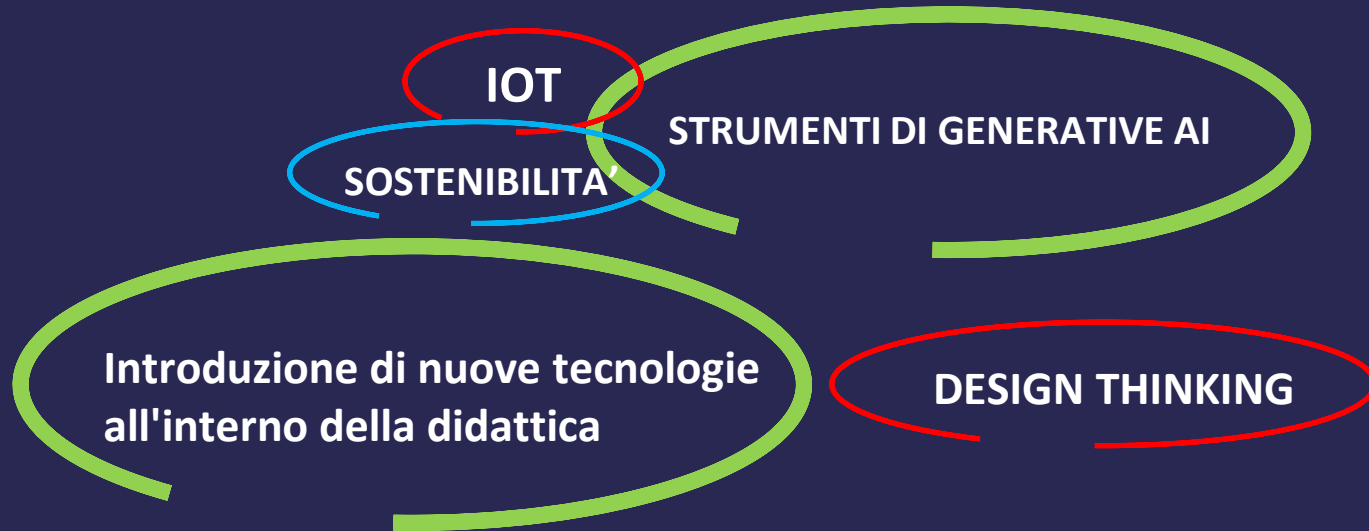 IOT
STRUMENTI DI GENERATIVE AI
SOSTENIBILITA’
Introduzione di nuove tecnologie
all'interno della didattica
DESIGN THINKING